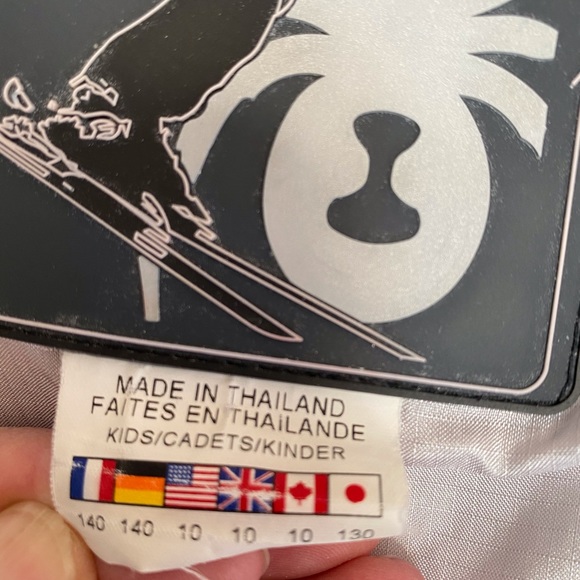 MADE IN THAILAND
FAITES EN THAILANDE
KIDS/CADETS/KINDER
140 140 10 10 10 130